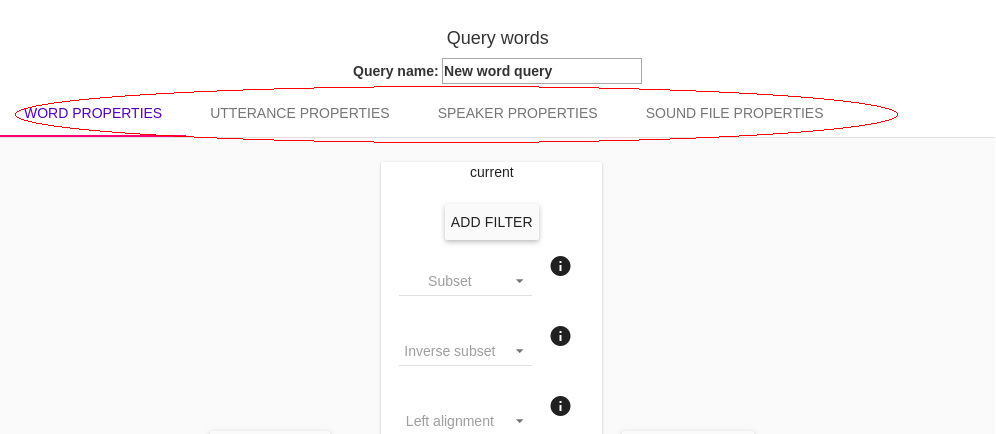 Query words
Query name: New word query
WORD PROPERTIES UTTERANCE PROPERTIES SPEAKER PROPERTIES SOUND FILE PROPERTIES
current
ADD FILTER
Subset
Inverse subset
Left alignment